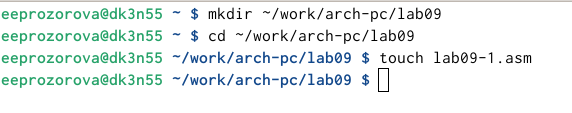 eeprozorova@dk3n55 ~ $ mkdir ~/work/arch-pc/lab09
eeprozorova@dk3n55 ~ $ cd ~/work/arch-pc/lab09
eeprozorova@dk3n55 ~/work/arch-pc/lab09 $ touch lab09-1.asm
eeprozorova@dk3n55 ~/work/arch-pc/lab09 $